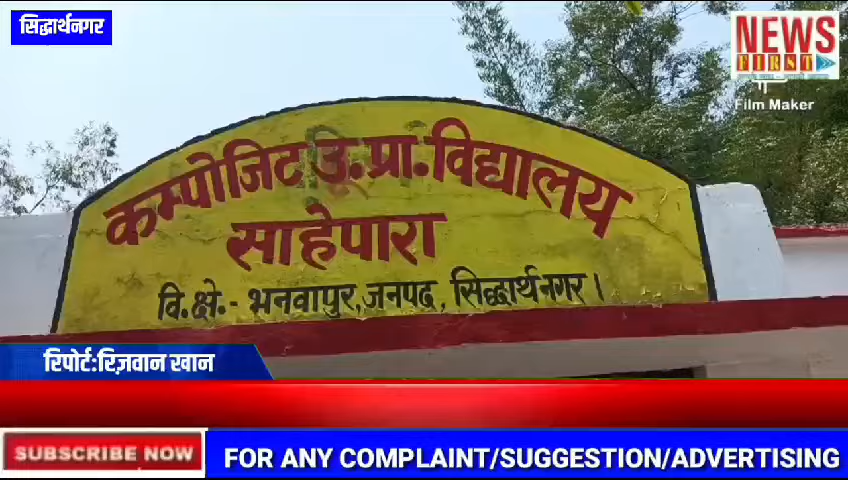 सिद्धार्थनगर
NEWS
FIRST
Film Maker
कम्पोजिट उ.प्रा.विद्यालय
साहेपारा
वि.क्षे.- भनवापुर, जनपद, सिद्धार्थनगर।
रिपोर्ट:रिज़वान खान
SUBSCRIBE NOW
FOR ANY COMPLAINT/SUGGESTION/ADVERTISING